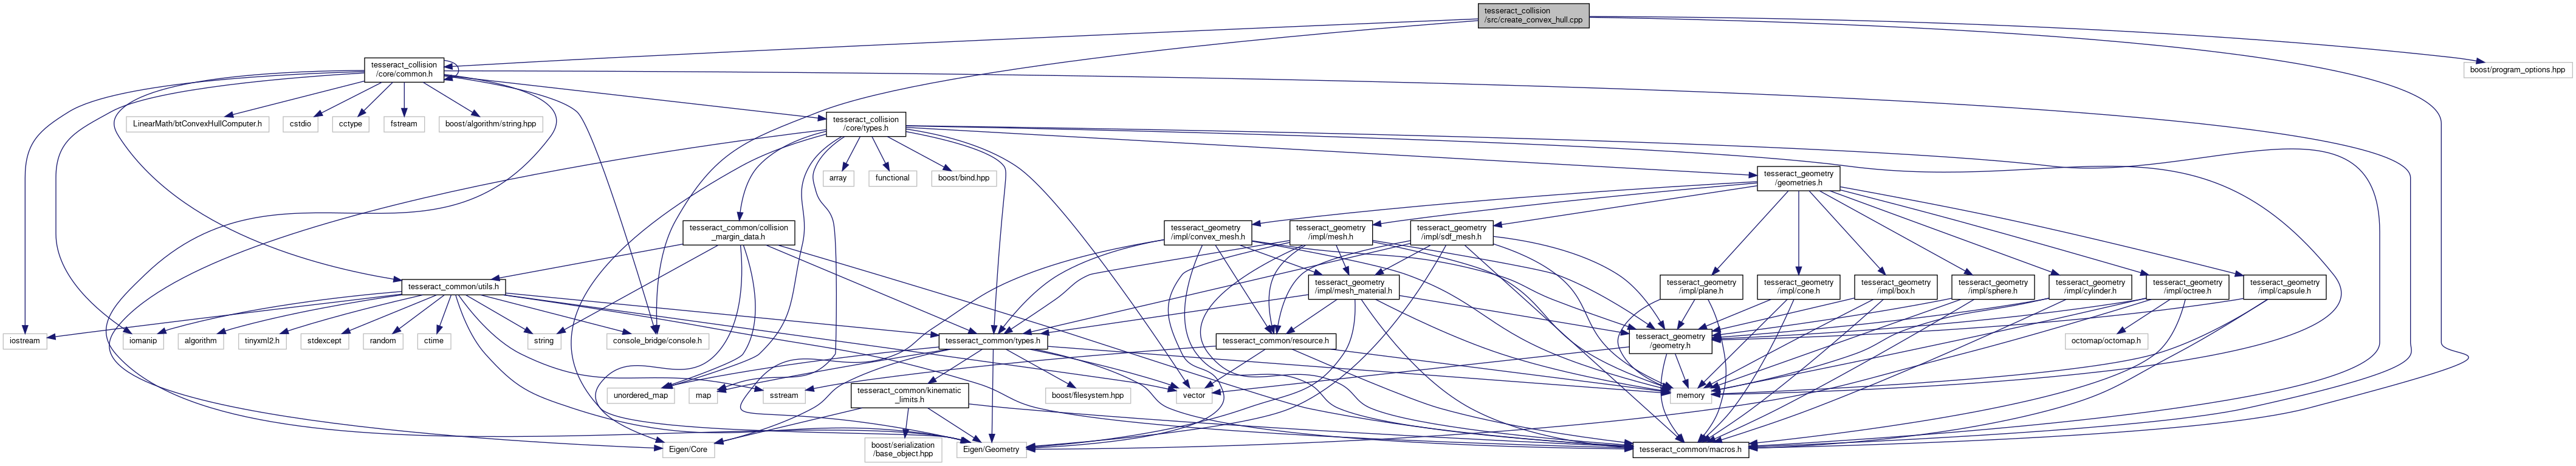 tesseract_collision
/src/create_convex_hull.cpp
tesseract_collision
/core/common.h
boost/program_options.hpp
LinearMath/btConvexHullComputer.h
cstdio
cctype
fstream
boost/algorithm/string.hpp
tesseract_collision
/core/types.h
array
functional
boost/bind.hpp
tesseract_geometry
/geometries.h
tesseract_common/collision
_margin_data.h
tesseract_geometry
/impl/convex_mesh.h
tesseract_geometry
/impl/mesh.h
tesseract_geometry
/impl/sdf_mesh.h
tesseract_common/utils.h
tesseract_geometry
/impl/mesh_material.h
tesseract_geometry
/impl/plane.h
tesseract_geometry
/impl/cone.h
tesseract_geometry
/impl/box.h
tesseract_geometry
/impl/sphere.h
tesseract_geometry
/impl/cylinder.h
tesseract_geometry
/impl/octree.h
tesseract_geometry
/impl/capsule.h
iostream
iomanip
algorithm
tinyxml2.h
stdexcept
random
ctime
string
console_bridge/console.h
tesseract_common/types.h
tesseract_common/resource.h
tesseract_geometry
/geometry.h
octomap/octomap.h
unordered_map
map
sstream
tesseract_common/kinematic
_limits.h
boost/filesystem.hpp
vector
memory
Eigen/Core
boost/serialization
/base_object.hpp
Eigen/Geometry
tesseract_common/macros.h